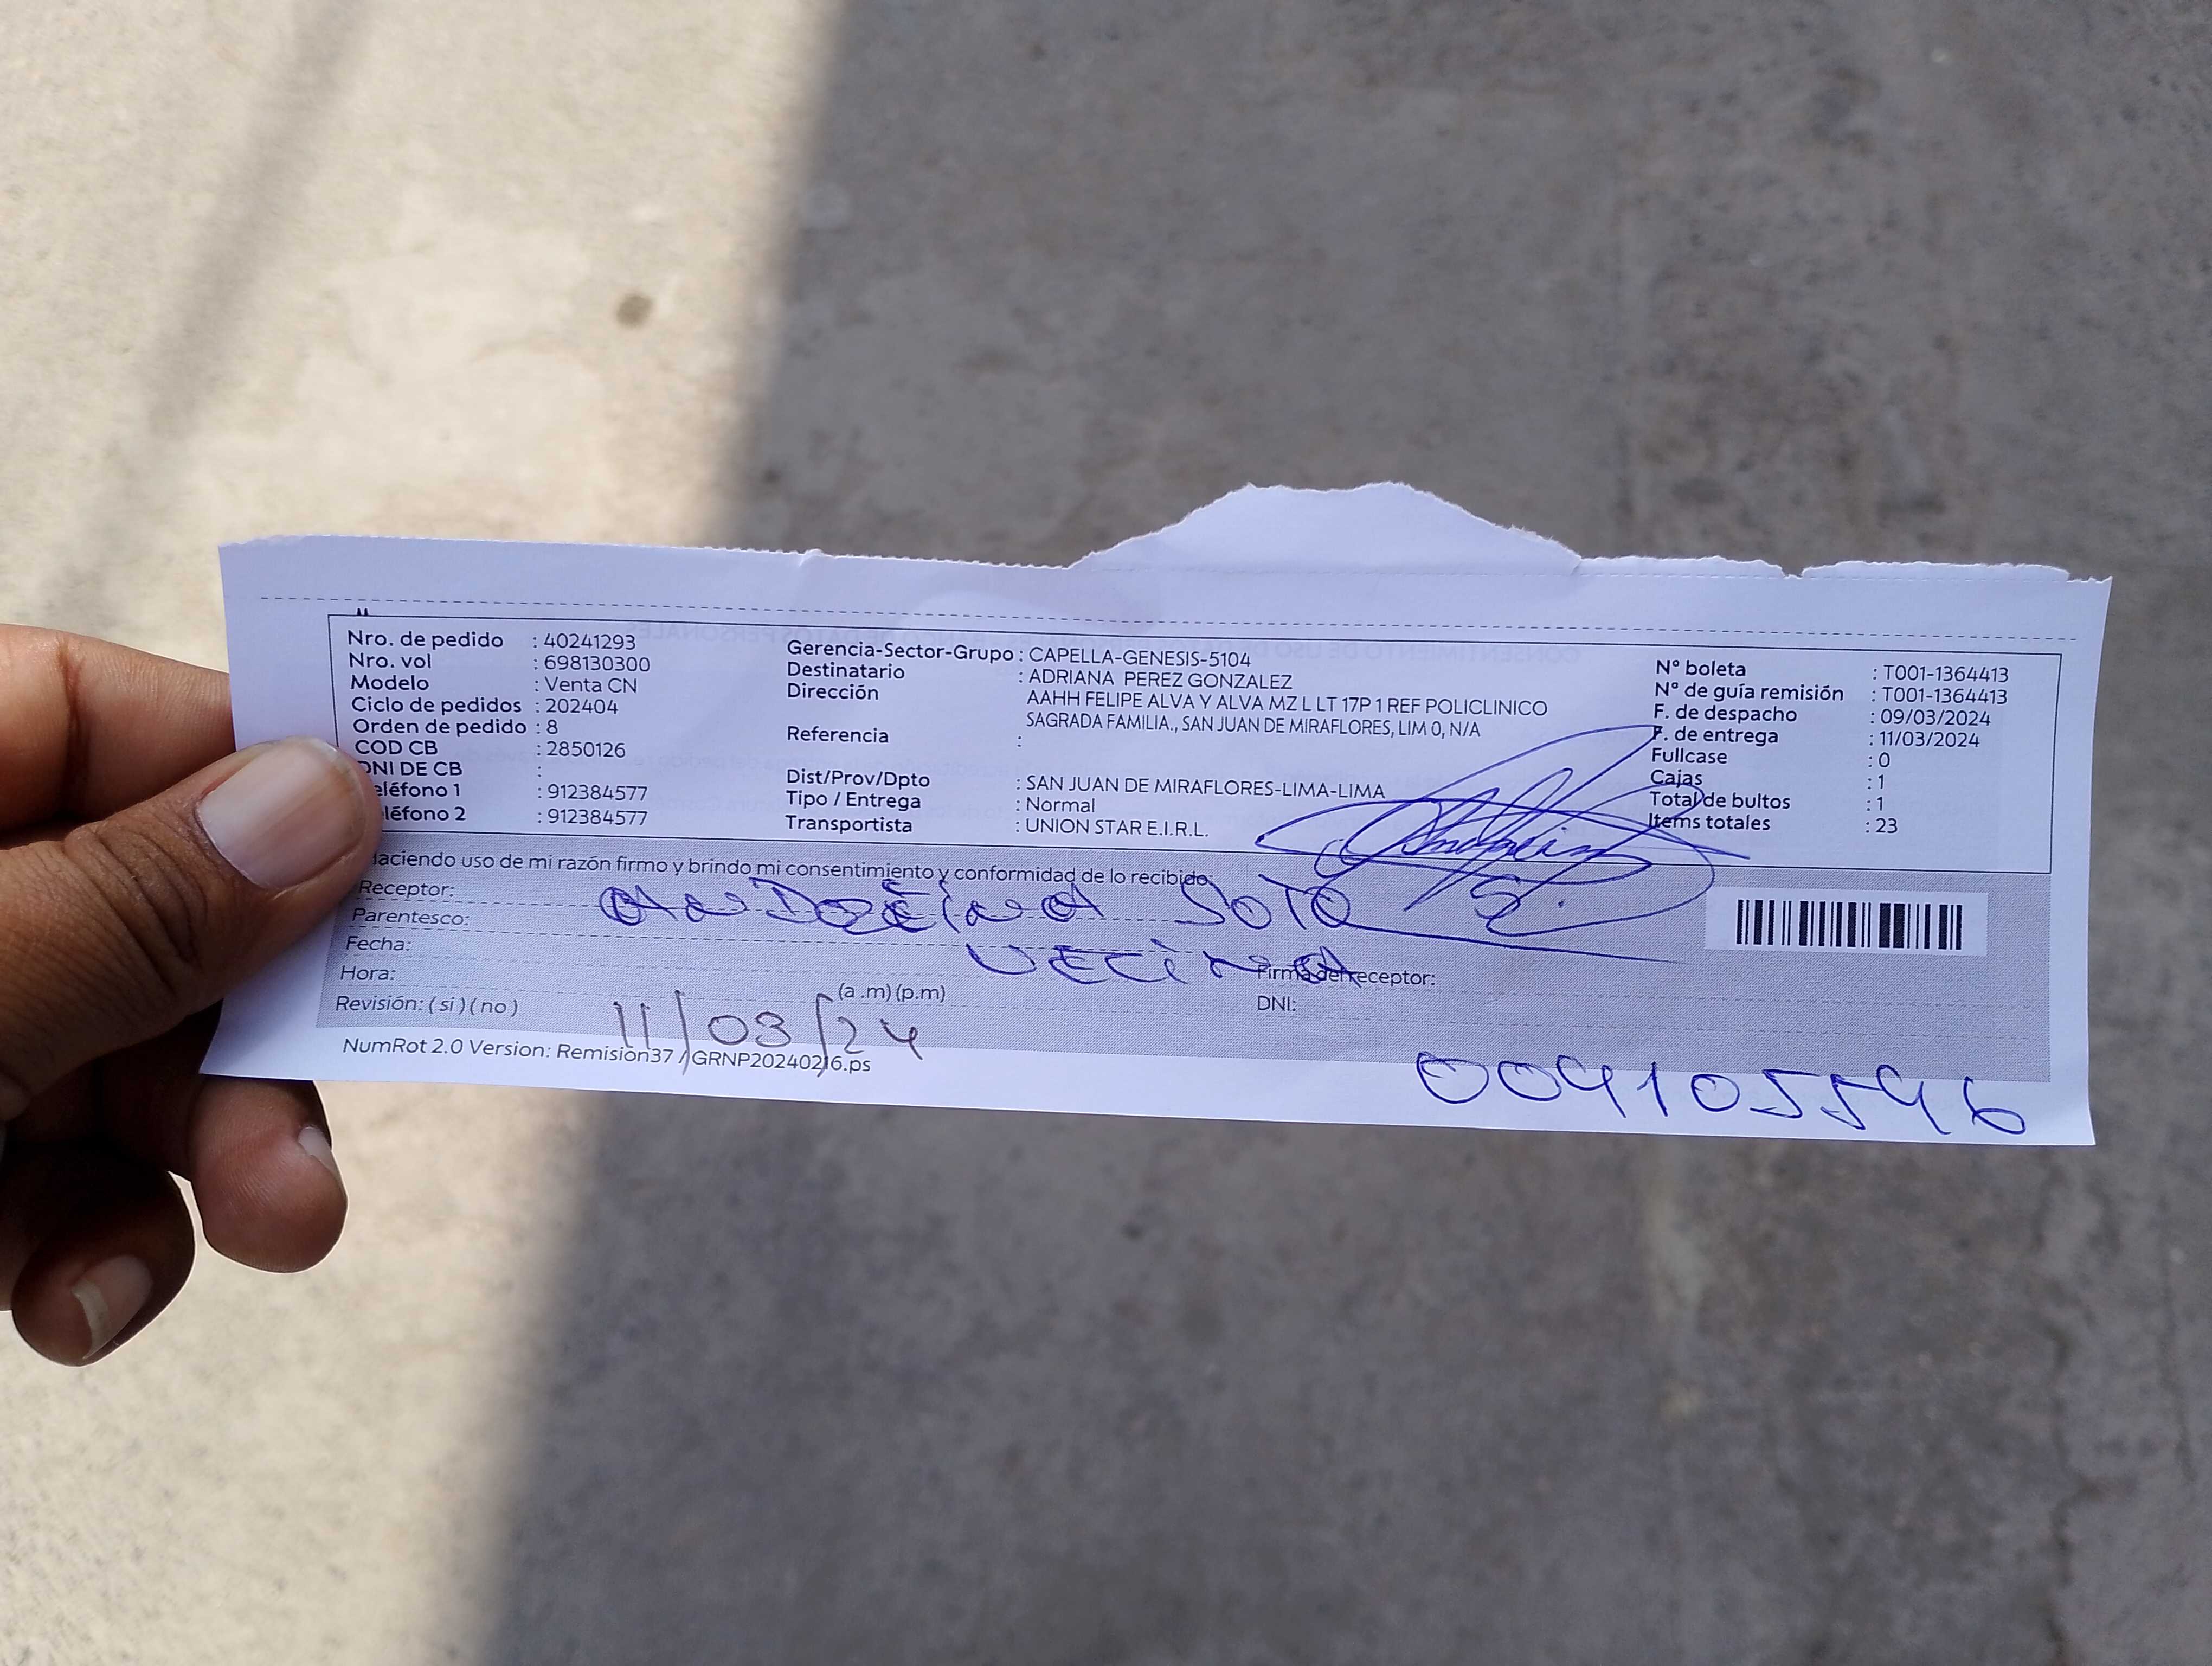 Nro. de pedido : 40241293
Nro. vol : 698130300
Modelo : Venta CN
Ciclo de pedidos : 202404
Orden de pedido : 8
COD CB : 2850126
DNI DE CB :
eléfono 1 : 912384577
léfono 2 : 912384577
Gerencia-Sector-Grupo : CAPELLA-GENESIS-5104
Destinatario : ADRIANA PEREZ GONZALEZ
Dirección AAHH FELIPE ALVA Y ALVA MZ L LT 17P 1 REF POLICLINICO
SAGRADA FAMILIA., SAN JUAN DE MIRAFLORES, LIM 0, N/A
Referencia :
Dist/Prov/Dpto : SAN JUAN DE MIRAFLORES-LIMA-LIMA
Tipo / Entrega : Normal
Transportista : UNION STAR E.I.R.L.
N° boleta : T001-1364413
N° de guía remisión : T001-1364413
F. de despacho : 09/03/2024
F. de entrega : 11/03/2024
Fullcase : 0
Cajas : 1
Total de bultos : 1
Items totales : 23
Haciendo uso de mi razón firmo y brindo mi consentimiento y conformidad de lo recibido:
Receptor: SOTO
Parentesco: VECINA
Fecha:
Hora: (a .m) (p.m)
Revisión: ( si ) ( no ) 11/03/24
Firma del receptor:
DNI:
004105546
NumRot 2.0 Version: Remision37 / GRNP20240216.ps